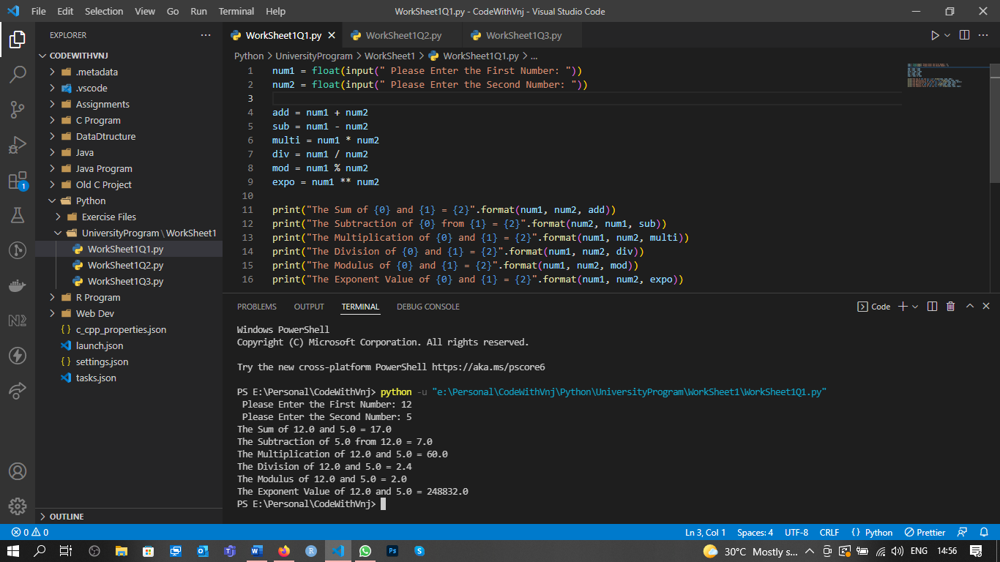 File Edit Selection View Go Run Terminal Help WorkSheet1Q1.py - CodeWithVnj - Visual Studio Code
EXPLORER
CODEWITHVNJ
.metadata
.vscode
Assignments
C Program
DataDtructure
Java
Java Program
Old C Project
Python
Exercise Files
UniversityProgram\WorkSheet1
WorkSheet1Q1.py
WorkSheet1Q2.py
WorkSheet1Q3.py
R Program
Web Dev
{} c_cpp_properties.json
launch.json
{} settings.json
tasks.json
OUTLINE
1
WorkSheet1Q1.py WorkSheet1Q2.py WorkSheet1Q3.py
Python > UniversityProgram > WorkSheet1 > WorkSheet1Q1.py > ...
1 num1 = float(input(" Please Enter the First Number: "))
2 num2 = float(input(" Please Enter the Second Number: "))
3
4 add = num1 + num2
5 sub = num1 - num2
6 multi = num1 * num2
7 div = num1 / num2
8 mod = num1 % num2
9 expo = num1 ** num2
10
11 print("The Sum of {0} and {1} = {2}".format(num1, num2, add))
12 print("The Subtraction of {0} from {1} = {2}".format(num2, num1, sub))
13 print("The Multiplication of {0} and {1} = {2}".format(num1, num2, multi))
14 print("The Division of {0} and {1} = {2}".format(num1, num2, div))
15 print("The Modulus of {0} and {1} = {2}".format(num1, num2, mod))
16 print("The Exponent Value of {0} and {1} = {2}".format(num1, num2, expo))
PROBLEMS OUTPUT TERMINAL DEBUG CONSOLE Code
Windows PowerShell
Copyright (C) Microsoft Corporation. All rights reserved.
Try the new cross-platform PowerShell https://aka.ms/pscore6
PS E:\Personal\CodeWithVnj> python -u "e:\Personal\CodeWithVnj\Python\UniversityProgram\WorkSheet1\WorkSheet1Q1.py"
Please Enter the First Number: 12
Please Enter the Second Number: 5
The Sum of 12.0 and 5.0 = 17.0
The Subtraction of 5.0 from 12.0 = 7.0
The Multiplication of 12.0 and 5.0 = 60.0
The Division of 12.0 and 5.0 = 2.4
The Modulus of 12.0 and 5.0 = 2.0
The Exponent Value of 12.0 and 5.0 = 248832.0
PS E:\Personal\CodeWithVnj>
0 0 Ln 3, Col 1 Spaces: 4 UTF-8 CRLF {} Python Prettier
30°C Mostly s... ENG 14:56